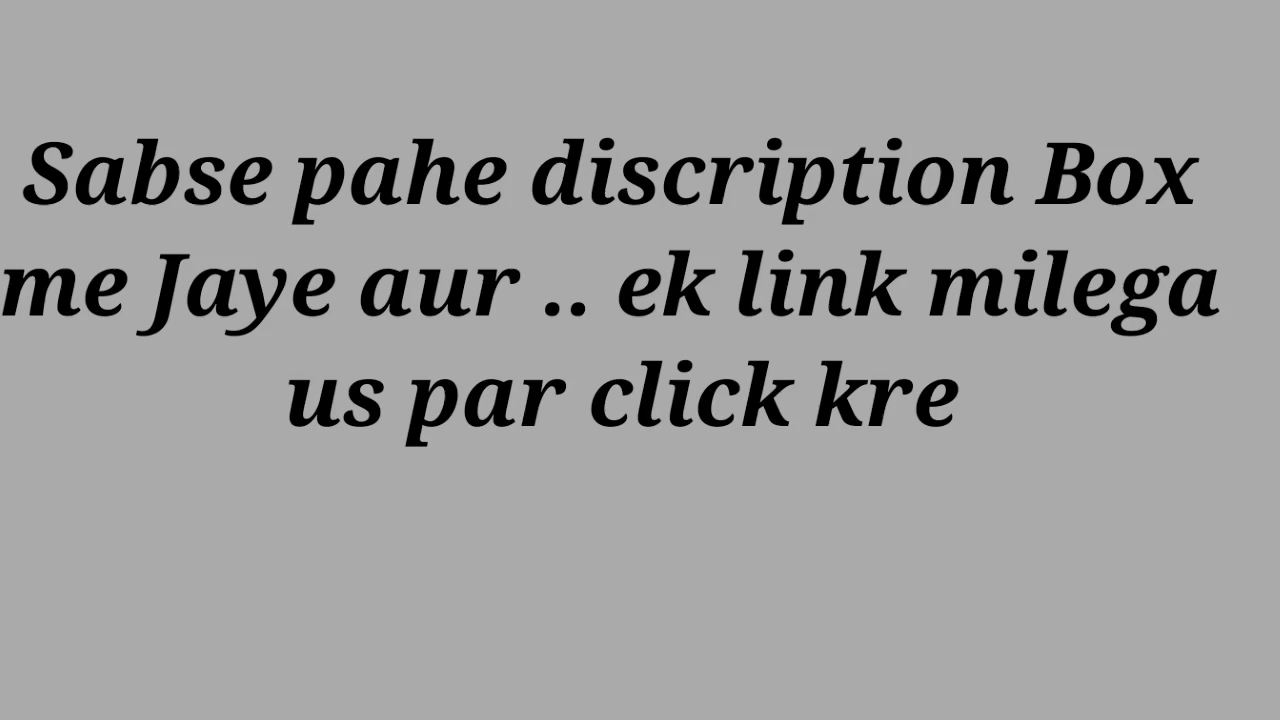 Sabse pahe discription Box
me Jaye aur .. ek link milega
us par click kre